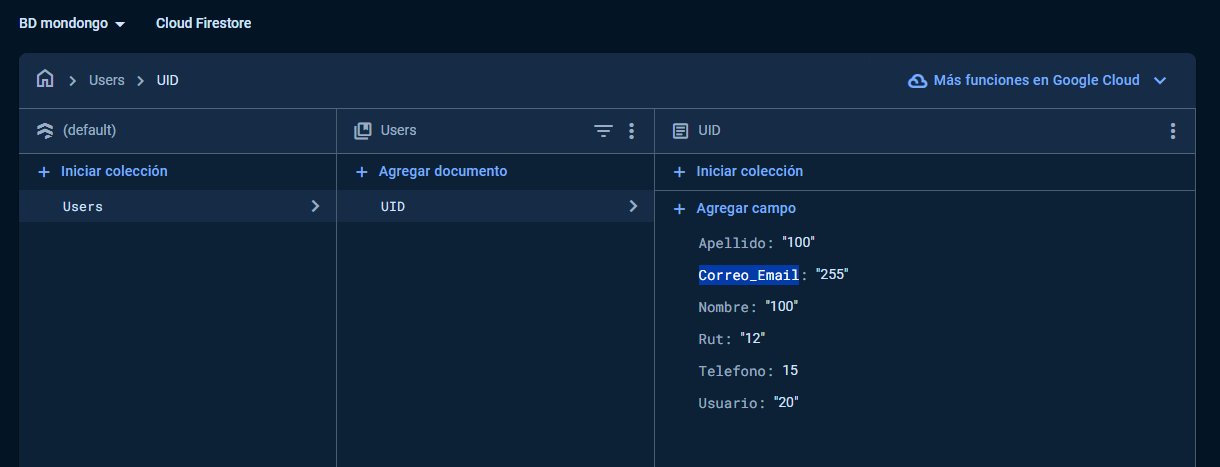 BD mondongo Cloud Firestore
Users UID Más funciones en Google Cloud
(default) Users UID
+ Iniciar colección + Agregar documento + Iniciar colección
Users UID
+ Agregar campo
Apellido: "100"
Correo_Email: "255"
Nombre: "100"
Rut: "12"
Telefono: 15
Usuario: "20"